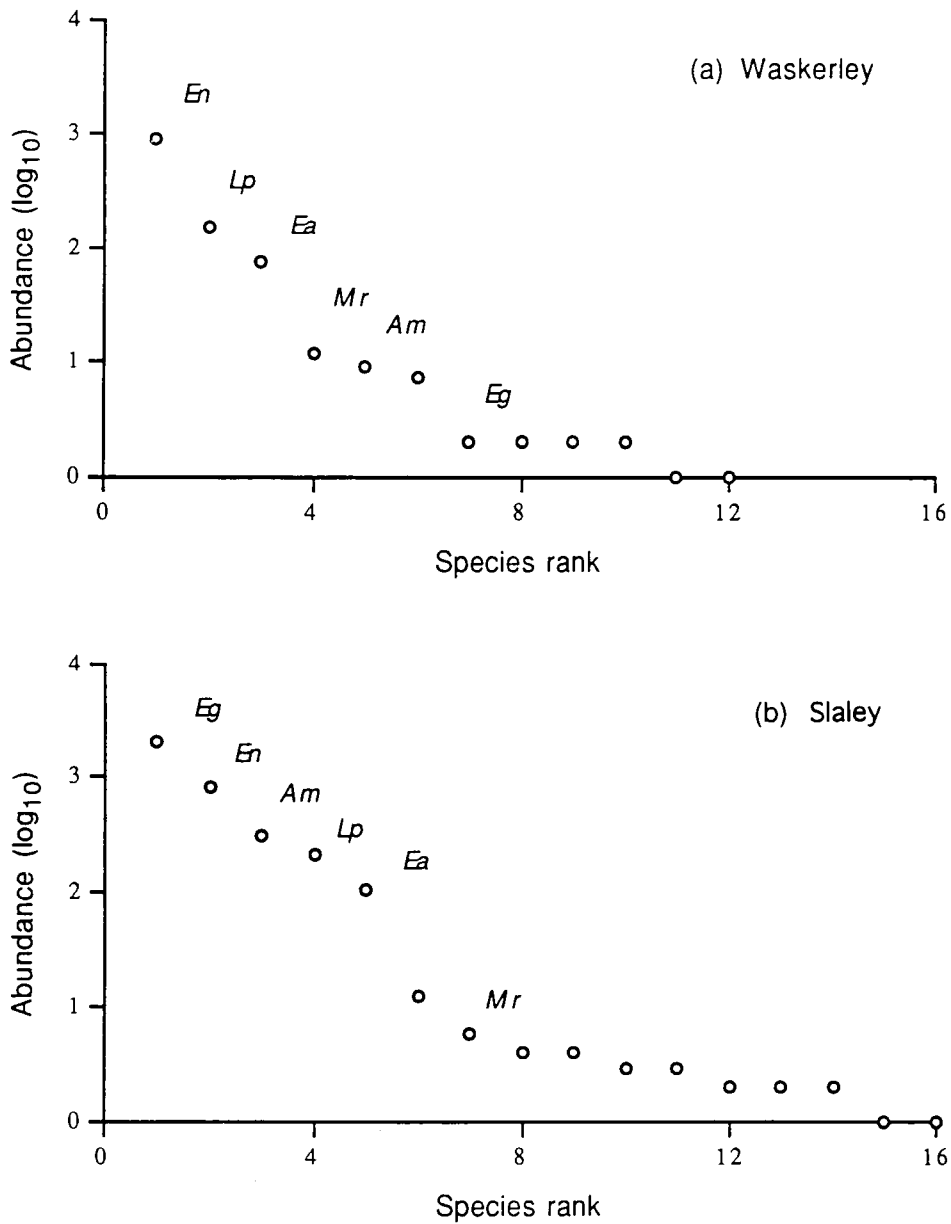 4
(a) Waskerley
En
3
Lp
Ea
2
Mr
Am
1
Eg
0
0 4 8 12 16
Abundance (log10)
Species rank
4
(b) Slaley
Eg
En
3
Am
Lp
Ea
2
Mr
1
0
0 4 8 12 16
Abundance (log10)
Species rank